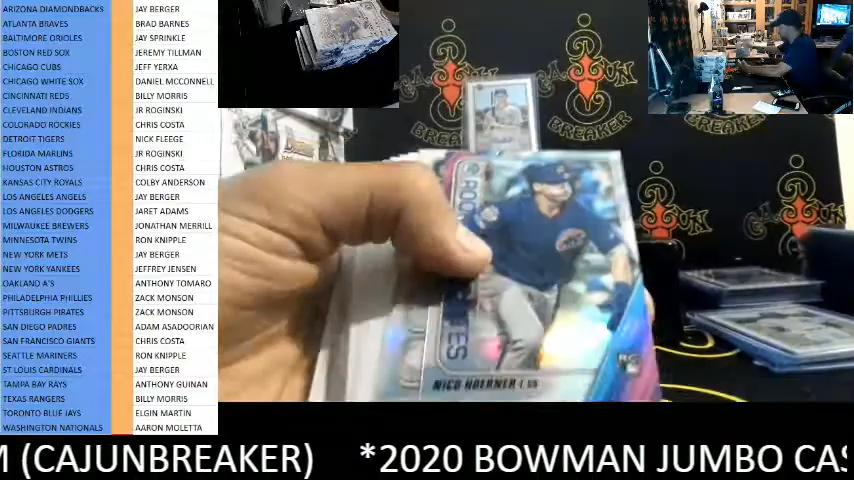 ARIZONA DIAMONDBACKS JAY BERGER
ATLANTA BRAVES BRAD BARNES
BALTIMORE ORIOLES JAY SPRINKLE
BOSTON RED SOX JEREMY TILLMAN
CHICAGO CUBS JEFF YERXA
CHICAGO WHITE SOX DANIEL MCCONNELL
CINCINNATI REDS BILLY MORRIS
CLEVELAND INDIANS JR ROGINSKI
COLORADO ROCKIES CHRIS COSTA
DETROIT TIGERS NICK FLEEGE
FLORIDA MARLINS JR ROGINSKI
HOUSTON ASTROS CHRIS COSTA
KANSAS CITY ROYALS COLBY ANDERSON
LOS ANGELES ANGELS JAY BERGER
LOS ANGELES DODGERS JARET ADAMS
MILWAUKEE BREWERS JONATHAN MERRILL
MINNESOTA TWINS RON KNIPPLE
NEW YORK METS JAY BERGER
NEW YORK YANKEES JEFFREY JENSEN
OAKLAND A'S ANTHONY TOMARO
PHILADELPHIA PHILLIES ZACK MONSON
PITTSBURGH PIRATES ZACK MONSON
SAN DIEGO PADRES ADAM ASADOORIAN
SAN FRANCISCO GIANTS CHRIS COSTA
SEATTLE MARINERS RON KNIPPLE
ST LOUIS CARDINALS JAY BERGER
TAMPA BAY RAYS ANTHONY GUINAN
TEXAS RANGERS BILLY MORRIS
TORONTO BLUE JAYS ELGIN MARTIN
WASHINGTON NATIONALS AARON MOLETTA
NICO HOERNER
BREAKER
BREAKER
M (CAJUNBREAKER) *2020 BOWMAN JUMBO CAS